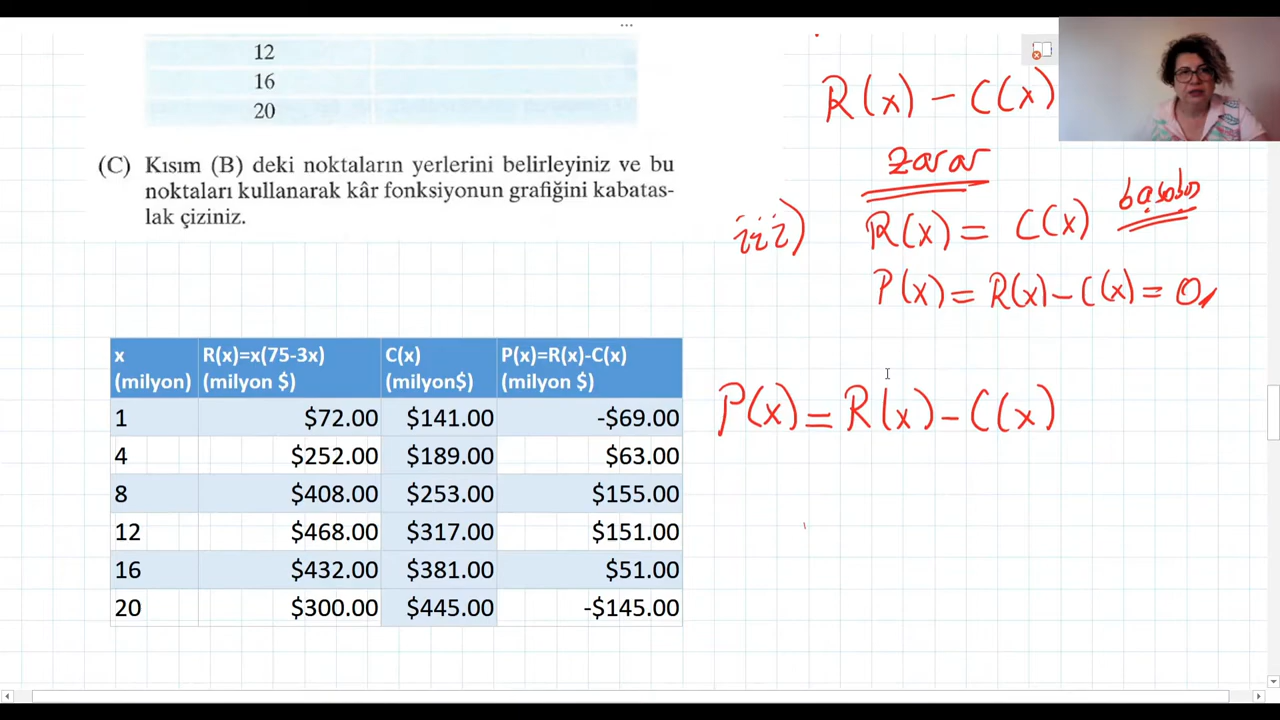 12
16
20
(C) Kısım (B) deki noktaların yerlerini belirleyiniz ve bu
noktaları kullanarak kâr fonksiyonun grafiğini kabatas-
lak çiziniz.
R(x) - C(x)
zarar
iii) R(x) = C(x) başabaş
P(x) = R(x) - C(x) = 0
P(x) = R(x) - C(x)
x (milyon) R(x)=x(75-3x) (milyon $) C(x) (milyon$) P(x)=R(x)-C(x) (milyon $)
1 $72.00 $141.00 -$69.00
4 $252.00 $189.00 $63.00
8 $408.00 $253.00 $155.00
12 $468.00 $317.00 $151.00
16 $432.00 $381.00 $51.00
20 $300.00 $445.00 -$145.00